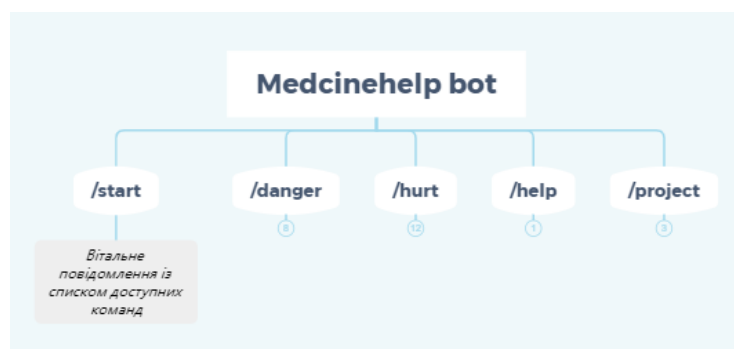 Medcinehelp bot
/start
/danger
/hurt
/help
/project
8
12
1
3
Вітальне
повідомлення із
списком доступних
команд